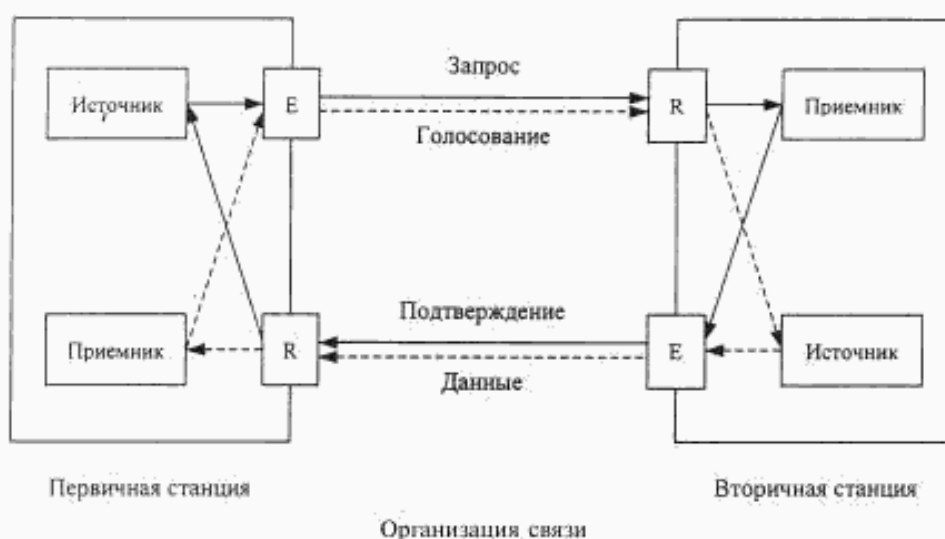 Запрос
Источник
E
R
Приемник
Голосование
Подтверждение
Приемник
R
E
Источник
Данные
Первичная станция
Вторичная станция
Организация связи